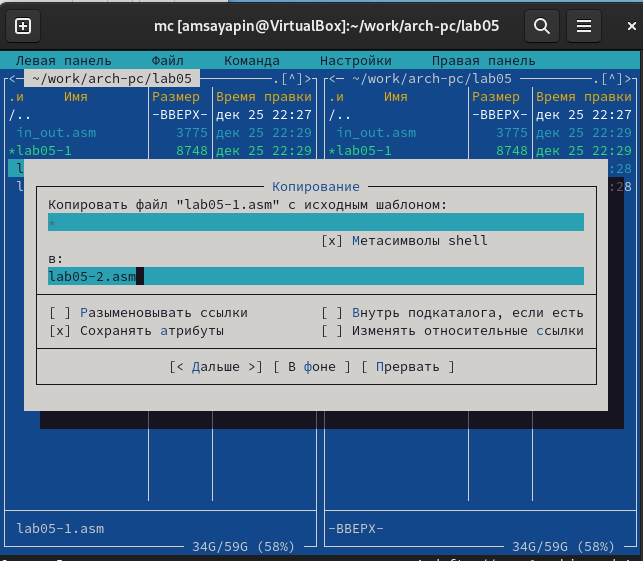 mc [amsayapin@VirtualBox]:~/work/arch-pc/lab05
Левая панель Файл Команда Настройки Правая панель
<─ ~/work/arch-pc/lab05 .[^]> <─ ~/work/arch-pc/lab05 .[^]>
.и Имя Размер Время правки .и Имя Размер Время правки
/.. -ВВЕРХ- дек 25 22:27 /.. -ВВЕРХ- дек 25 22:27
in_out.asm 3775 дек 25 22:29 in_out.asm 3775 дек 25 22:29
*lab05-1 8748 дек 25 22:29 *lab05-1 8748 дек 25 22:29
l :28
l :28
Копирование
Копировать файл "lab05-1.asm" с исходным шаблоном:
*
[x] Метасимволы shell
в:
lab05-2.asm
[ ] Разыменовывать ссылки [ ] Внутрь подкаталога, если есть
[x] Сохранять атрибуты [ ] Изменять относительные ссылки
[< Дальше >] [ В фоне ] [ Прервать ]
lab05-1.asm -ВВЕРХ-
34G/59G (58%) 34G/59G (58%)